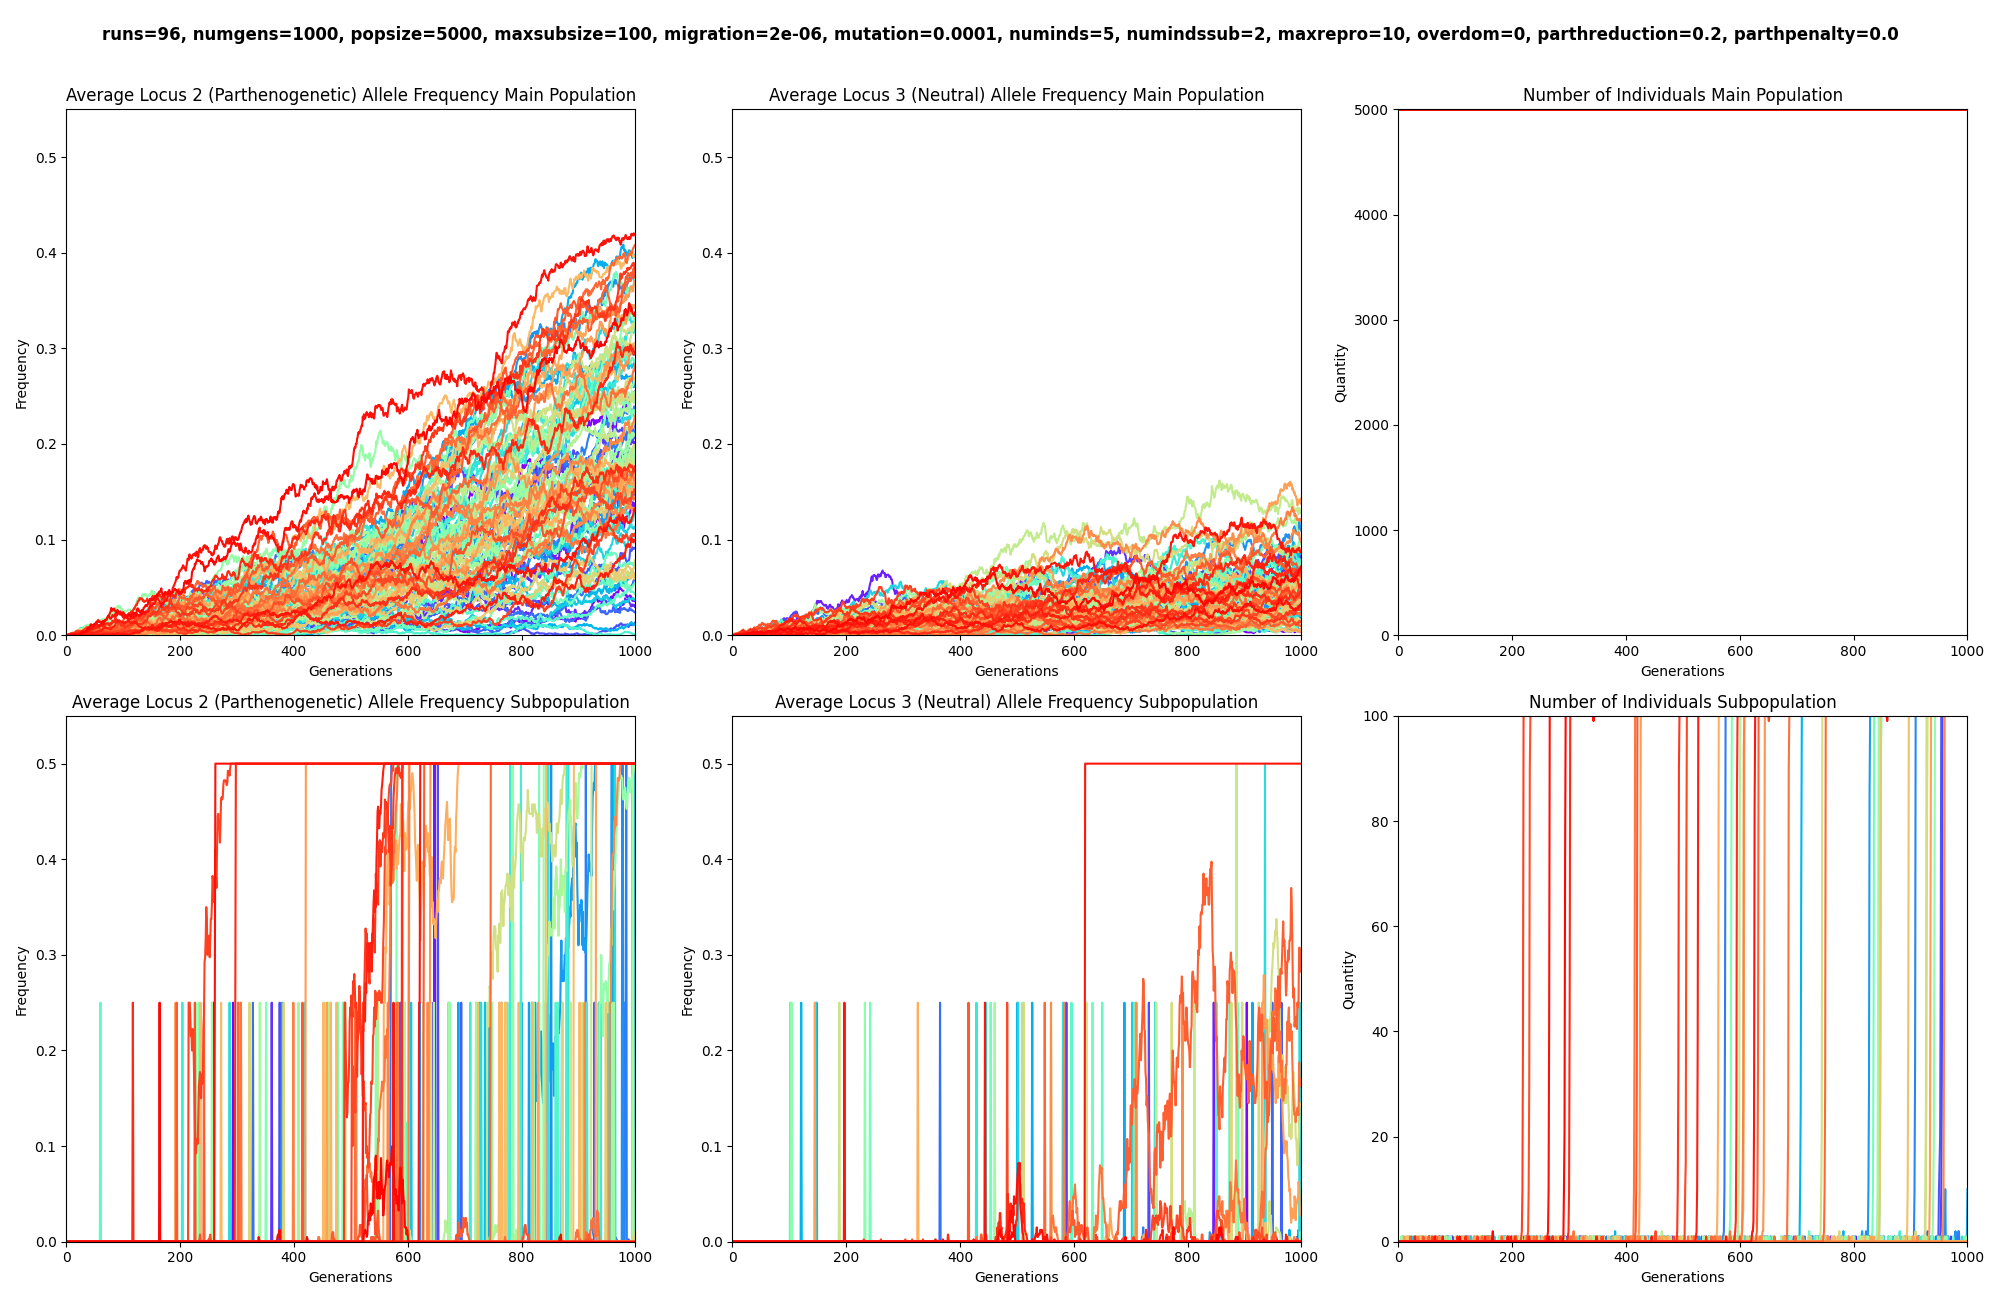 runs=96, numgens=1000, popsize=5000, maxsubsize=100, migration=2e-06, mutation=0.0001, numinds=5, numindssub=2, maxrepro=10, overdom=0, parthreduction=0.2, parthpenalty=0.0
Average Locus 2 (Parthenogenetic) Allele Frequency Main Population
0.5
0.4
0.3
0.2
0.1
0.0
Frequency
0 200 400 600 800 1000
Generations
Average Locus 3 (Neutral) Allele Frequency Main Population
0.5
0.4
0.3
0.2
0.1
0.0
Frequency
0 200 400 600 800 1000
Generations
Number of Individuals Main Population
5000
4000
3000
2000
1000
0
Quantity
0 200 400 600 800 1000
Generations
Average Locus 2 (Parthenogenetic) Allele Frequency Subpopulation
0.5
0.4
0.3
0.2
0.1
0.0
Frequency
0 200 400 600 800 1000
Generations
Average Locus 3 (Neutral) Allele Frequency Subpopulation
0.5
0.4
0.3
0.2
0.1
0.0
Frequency
0 200 400 600 800 1000
Generations
Number of Individuals Subpopulation
100
80
60
40
20
0
Quantity
0 200 400 600 800 1000
Generations